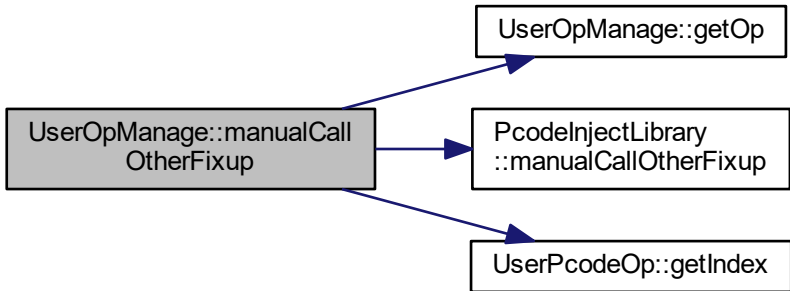 UserOpManage::getOp
UserOpManage::manualCall
OtherFixup
PcodeInjectLibrary
::manualCallOtherFixup
UserPcodeOp::getIndex